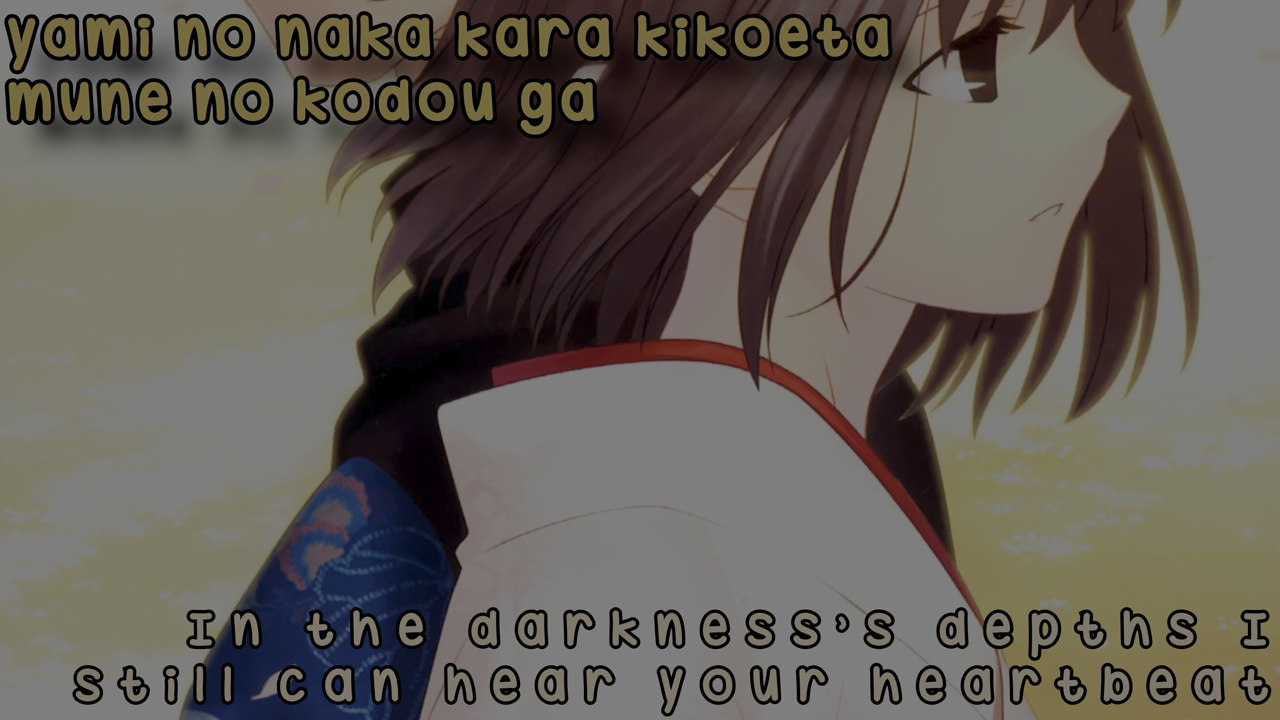 yami no naka kara kikoeta
mune no kodou ga
In the darkness's depths I
still can hear your heartbeat